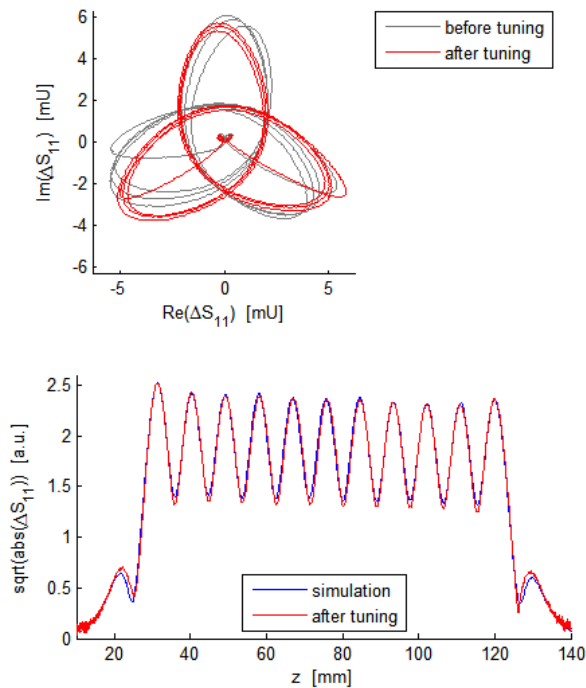 6
4
2
0
-2
-4
-6
Im(ΔS11) [mU]
-5
0
5
Re(ΔS11) [mU]
before tuning
after tuning
2.5
2
1.5
1
0.5
0
sqrt(abs(ΔS11)) [a.u.]
simulation
after tuning
20
40
60
80
100
120
140
z [mm]